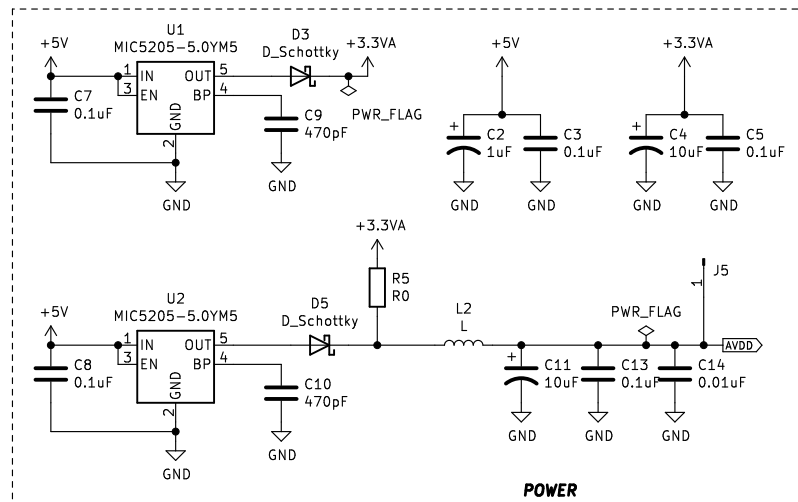 U1
MIC5205-5.0YM5
+5V
1
IN
OUT
5
3
EN
BP
4
GND
2
C7
0.1uF
GND
D3
D_Schottky
+3.3VA
PWR_FLAG
C9
470pF
GND
+5V
C2
1uF
GND
C3
0.1uF
GND
+3.3VA
C4
10uF
GND
C5
0.1uF
GND
U2
MIC5205-5.0YM5
+5V
1
IN
OUT
5
3
EN
BP
4
GND
2
C8
0.1uF
GND
D5
D_Schottky
C10
470pF
GND
+3.3VA
R5
R0
L2
L
PWR_FLAG
J5
1
AVDD
C11
10uF
GND
C13
0.1uF
GND
C14
0.01uF
GND
POWER